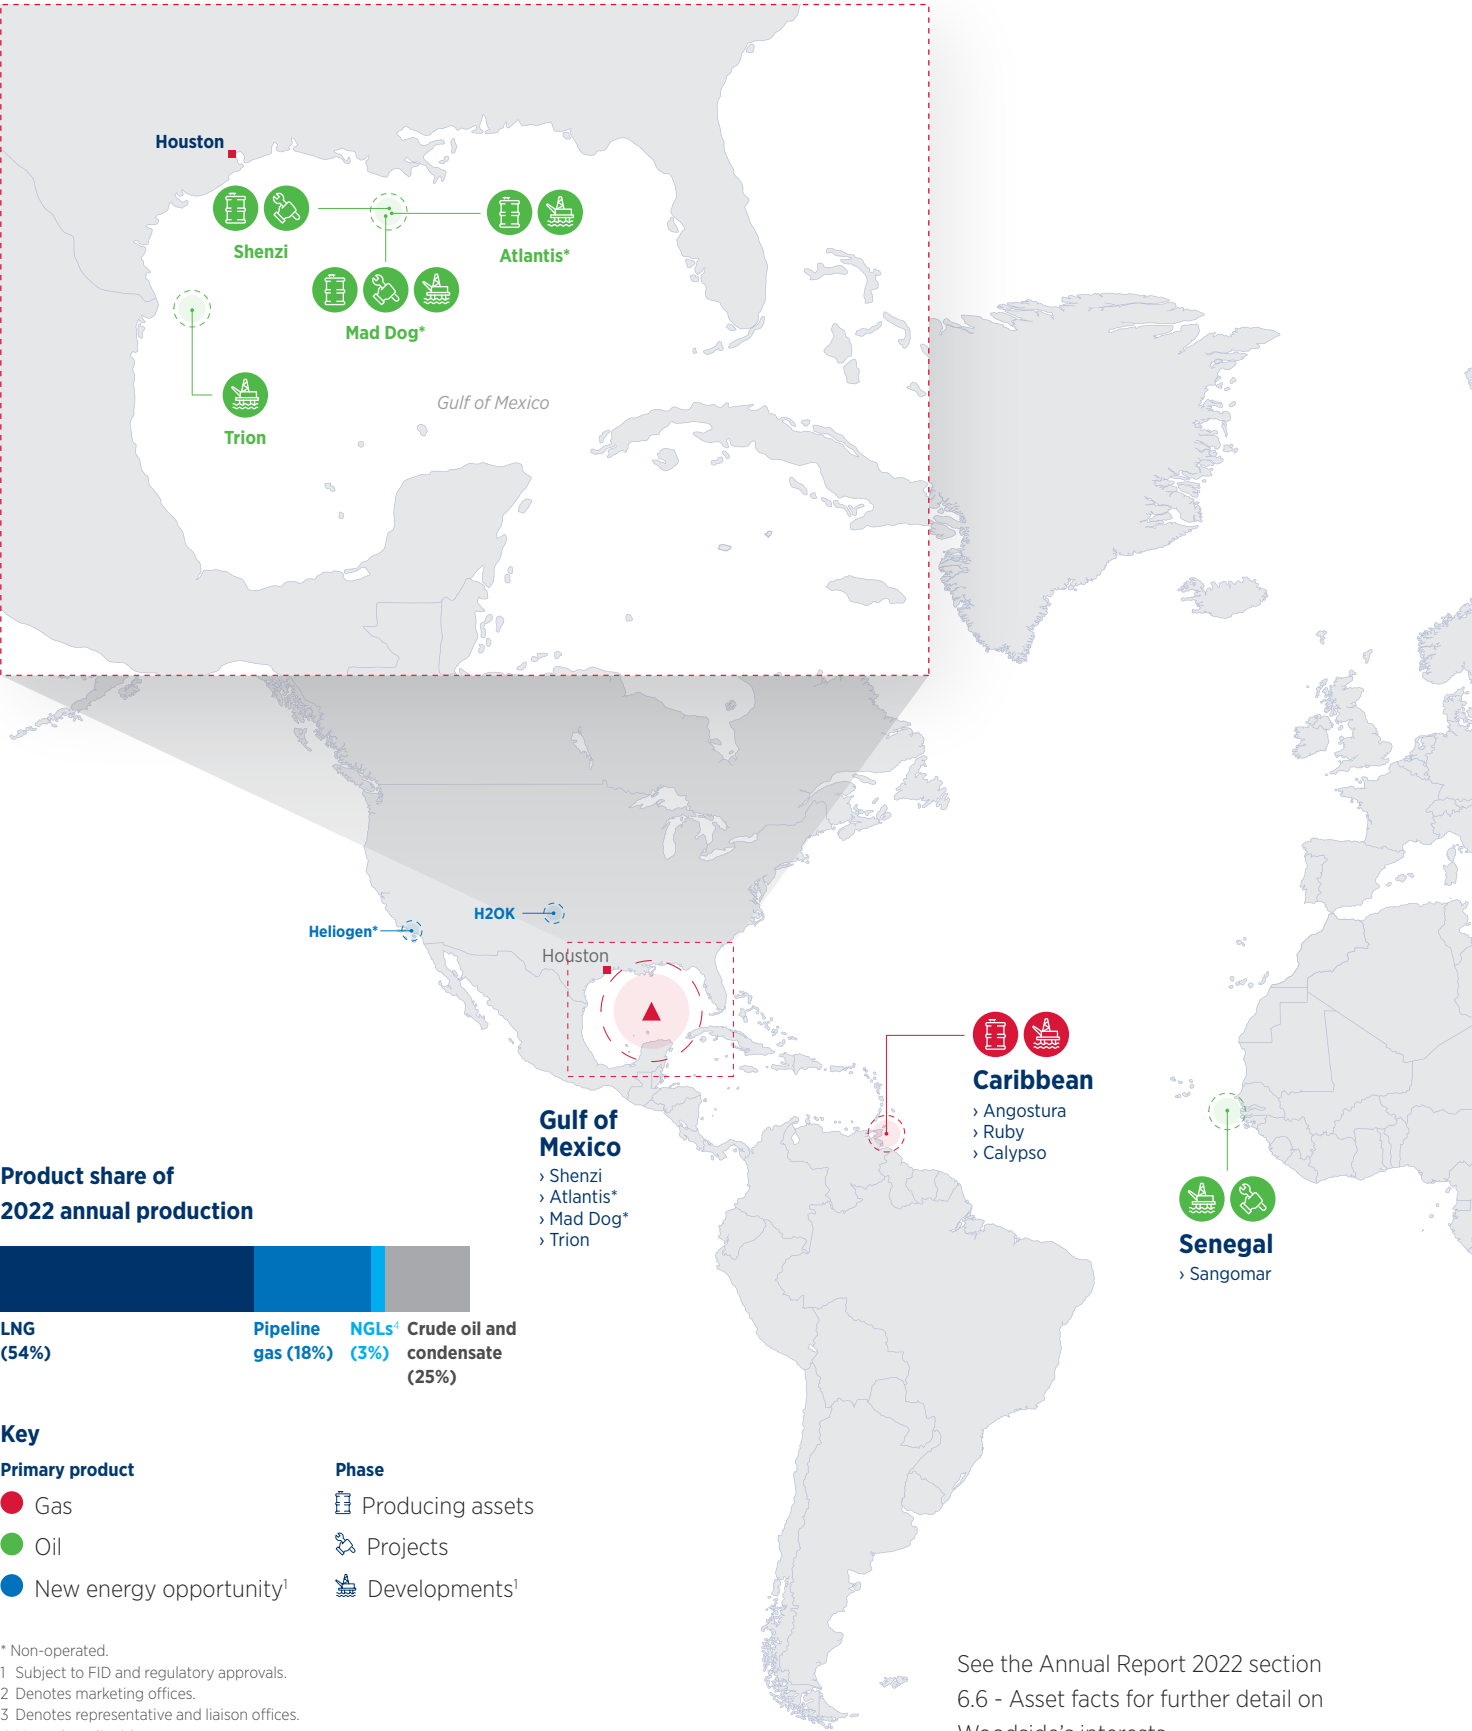 Houston
Shenzi
Atlantis*
Mad Dog*
Trion
Gulf of Mexico
H2OK
Heliogen*
Houston
Gulf of
Mexico
› Shenzi
› Atlantis*
› Mad Dog*
› Trion
Caribbean
› Angostura
› Ruby
› Calypso
Senegal
› Sangomar
Product share of
2022 annual production
LNG
(54%)
Pipeline
gas (18%)
NGLs4
(3%)
Crude oil and
condensate
(25%)
Key
Primary product
Gas
Oil
New energy opportunity1
Phase
Producing assets
Projects
Developments1
* Non-operated.
1 Subject to FID and regulatory approvals.
2 Denotes marketing offices.
3 Denotes representative and liaison offices.
See the Annual Report 2022 section
6.6 - Asset facts for further detail on
Woodside's interests